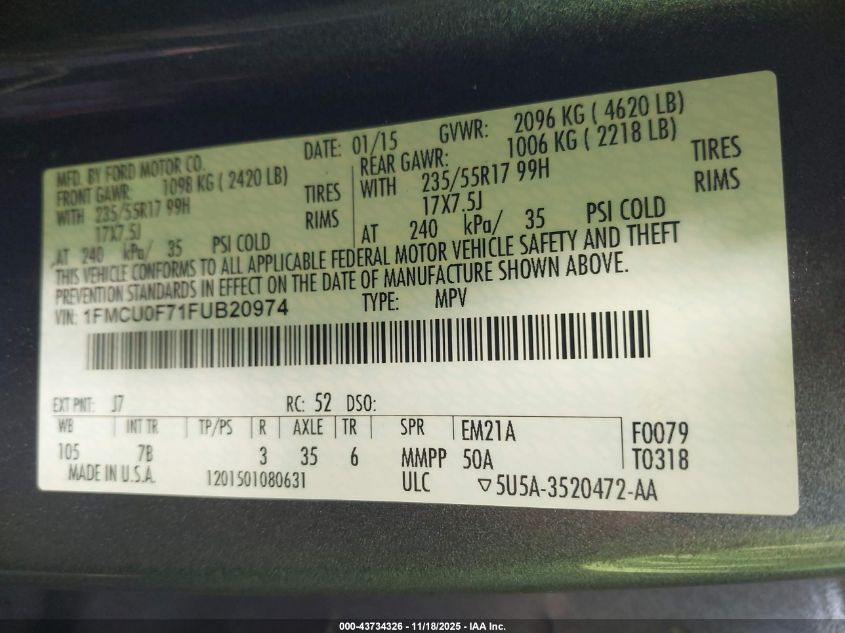 MFD. BY FORD MOTOR CO.
DATE: 01/15 GVWR: 2096 KG ( 4620 LB)
FRONT GAWR: 1098 KG ( 2420 LB)
REAR GAWR: 1006 KG ( 2218 LB)
WITH 235/55R17 99H TIRES
WITH 235/55R17 99H TIRES
17X7.5J RIMS
17X7.5J RIMS
AT 240 kPa/ 35 PSI COLD
AT 240 kPa/ 35 PSI COLD
THIS VEHICLE CONFORMS TO ALL APPLICABLE FEDERAL MOTOR VEHICLE SAFETY AND THEFT
PREVENTION STANDARDS IN EFFECT ON THE DATE OF MANUFACTURE SHOWN ABOVE.
VIN: 1FMCU0F71FUB20974 TYPE: MPV
EXT PNT: J7 RC: 52 DSO:
WB INT TR TP/PS R AXLE TR SPR EM21A F0079
105 7B 3 35 6 MMPP 50A T0318
MADE IN U.S.A. 1201501080631 ULC ▽5U5A-3520472-AA
000-43734326 - 11/18/2025 - IAA Inc.